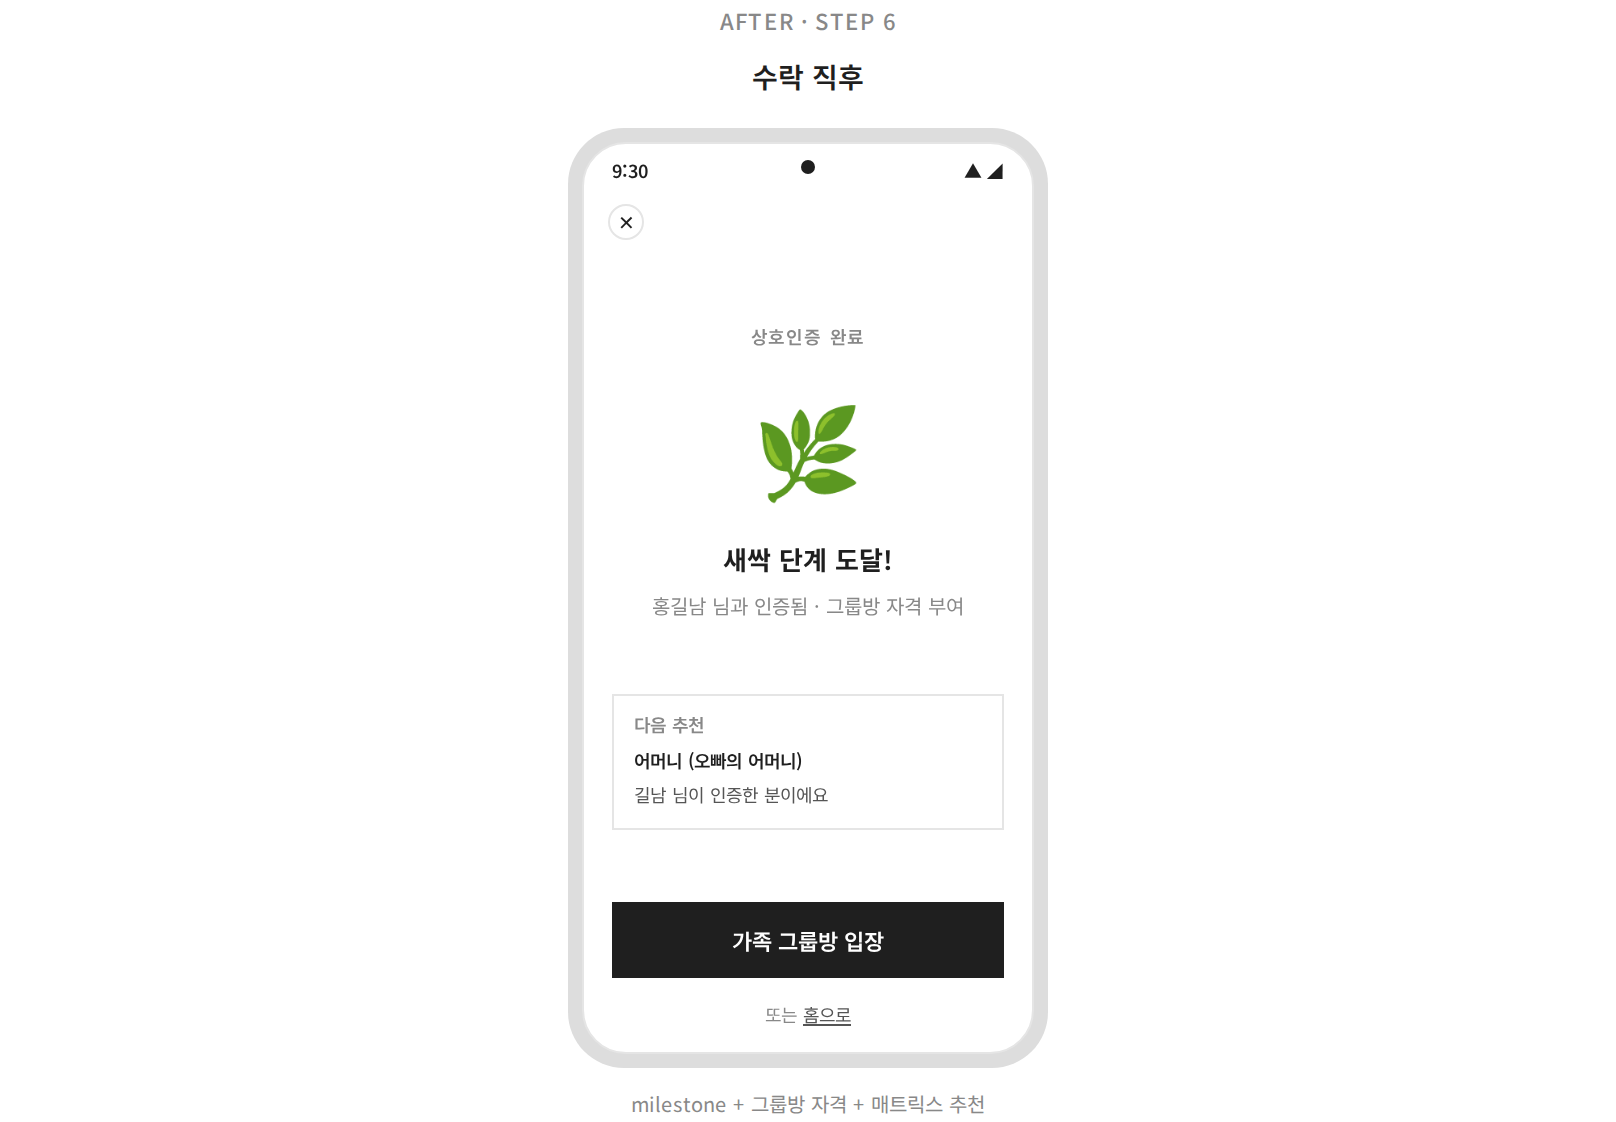 AFTER · STEP 6
수락 직후
9:30
상호인증 완료
새싹 단계 도달!
홍길남 님과 인증됨 · 그룹방 자격 부여
다음 추천
어머니 (오빠의 어머니)
길남 님이 인증한 분이에요
가족 그룹방 입장
또는 홈으로
milestone + 그룹방 자격 + 매트릭스 추천